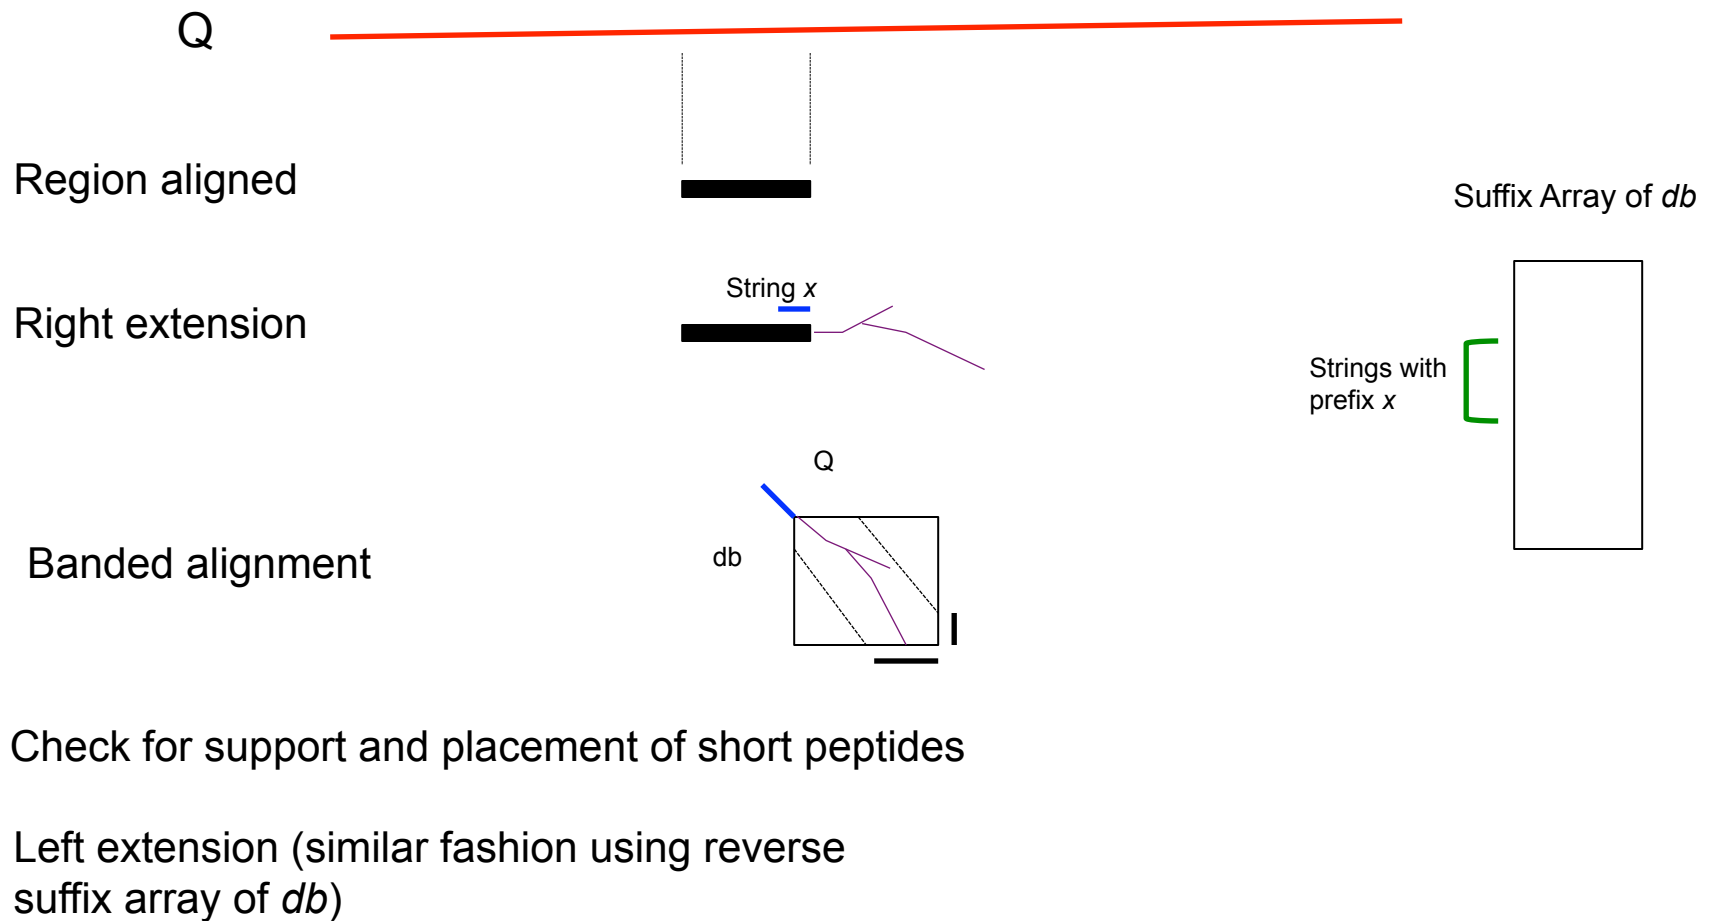 Q
Region aligned
Suffix Array of db
String x
Right extension
Strings with
prefix x
Q
db
Banded alignment
Check for support and placement of short peptides
Left extension (similar fashion using reverse
suffix array of db)